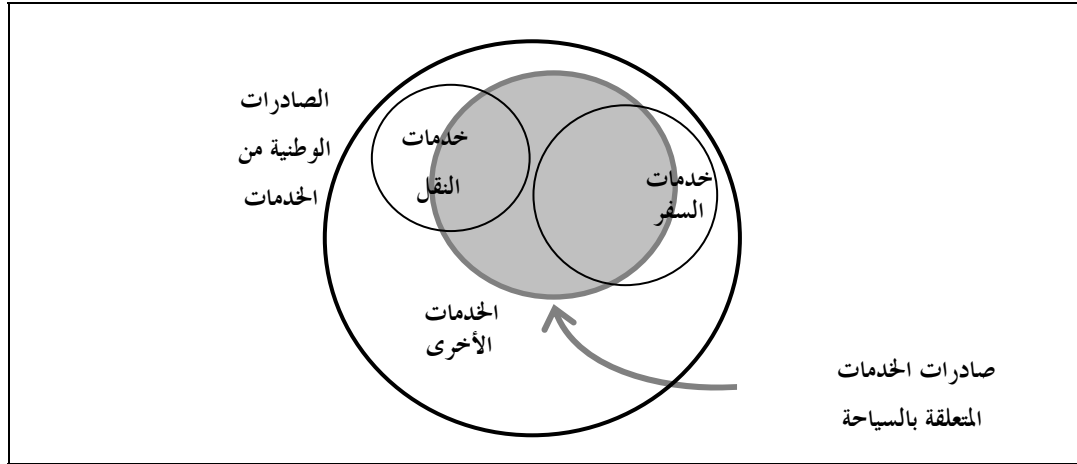 الصادرات
الوطنية من
الخدمات
خدمات
النقل
خدمات
السفر
الخدمات
الأخرى
صادرات الخدمات
المتعلقة بالسياحة